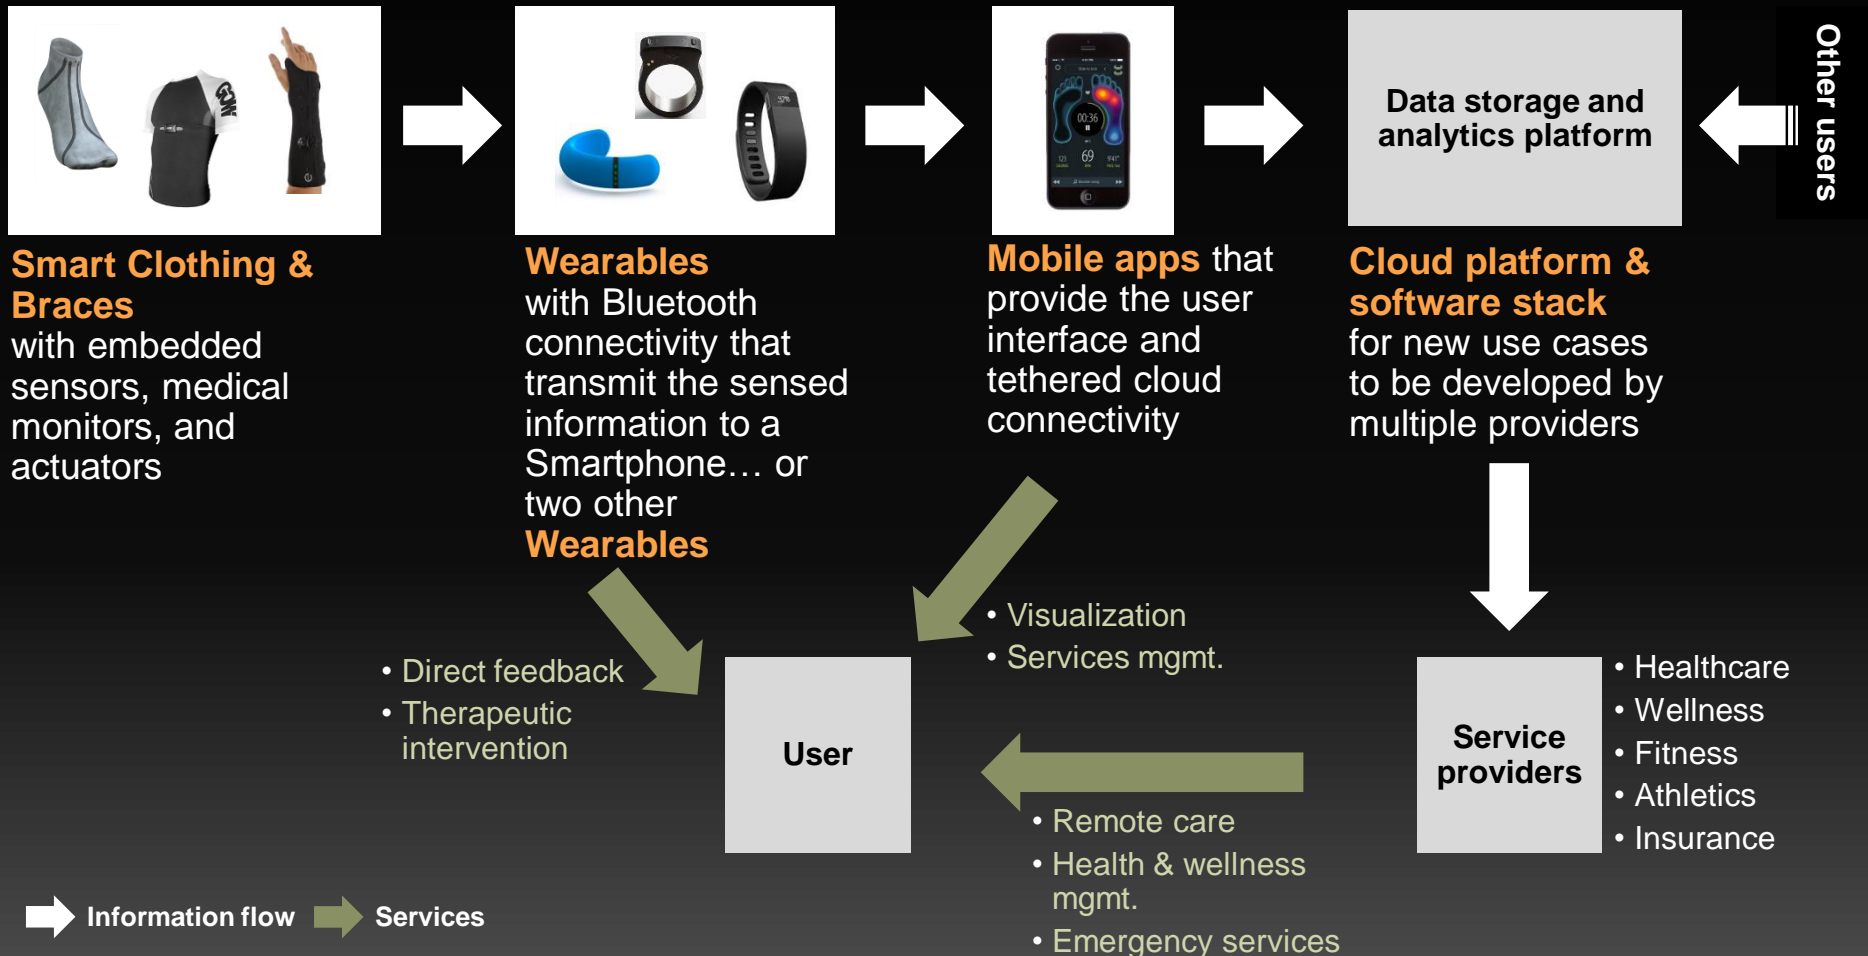 GOW
00:36
69
Data storage and
analytics platform
Other users
Smart Clothing &
Braces
with embedded
sensors, medical
monitors, and
actuators
Wearables
with Bluetooth
connectivity that
transmit the sensed
information to a
Smartphone… or
two other
Wearables
Mobile apps that
provide the user
interface and
tethered cloud
connectivity
Cloud platform &
software stack
for new use cases
to be developed by
multiple providers
• Direct feedback
• Therapeutic
intervention
• Visualization
• Services mgmt.
User
• Remote care
• Health & wellness
mgmt.
• Emergency services
Service
providers
• Healthcare
• Wellness
• Fitness
• Athletics
• Insurance
Information flow
Services